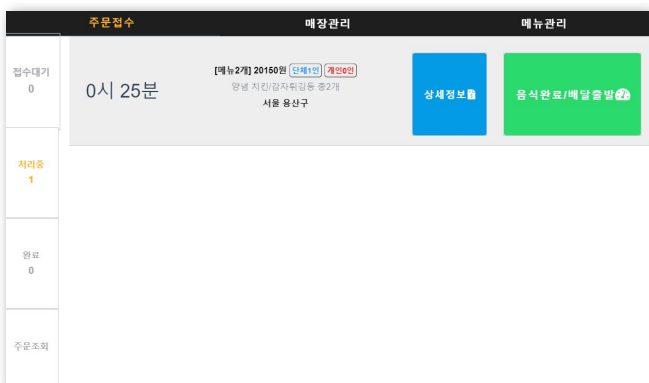 주문접수 매장관리 메뉴관리
접수대기
0
처리중
1
완료
0
주문조회
0시 25분
[메뉴2개] 20150원 단체1인 개인0인
양념 치킨/감자튀김등 총2개
서울 용산구
상세정보
음식완료/배달출발